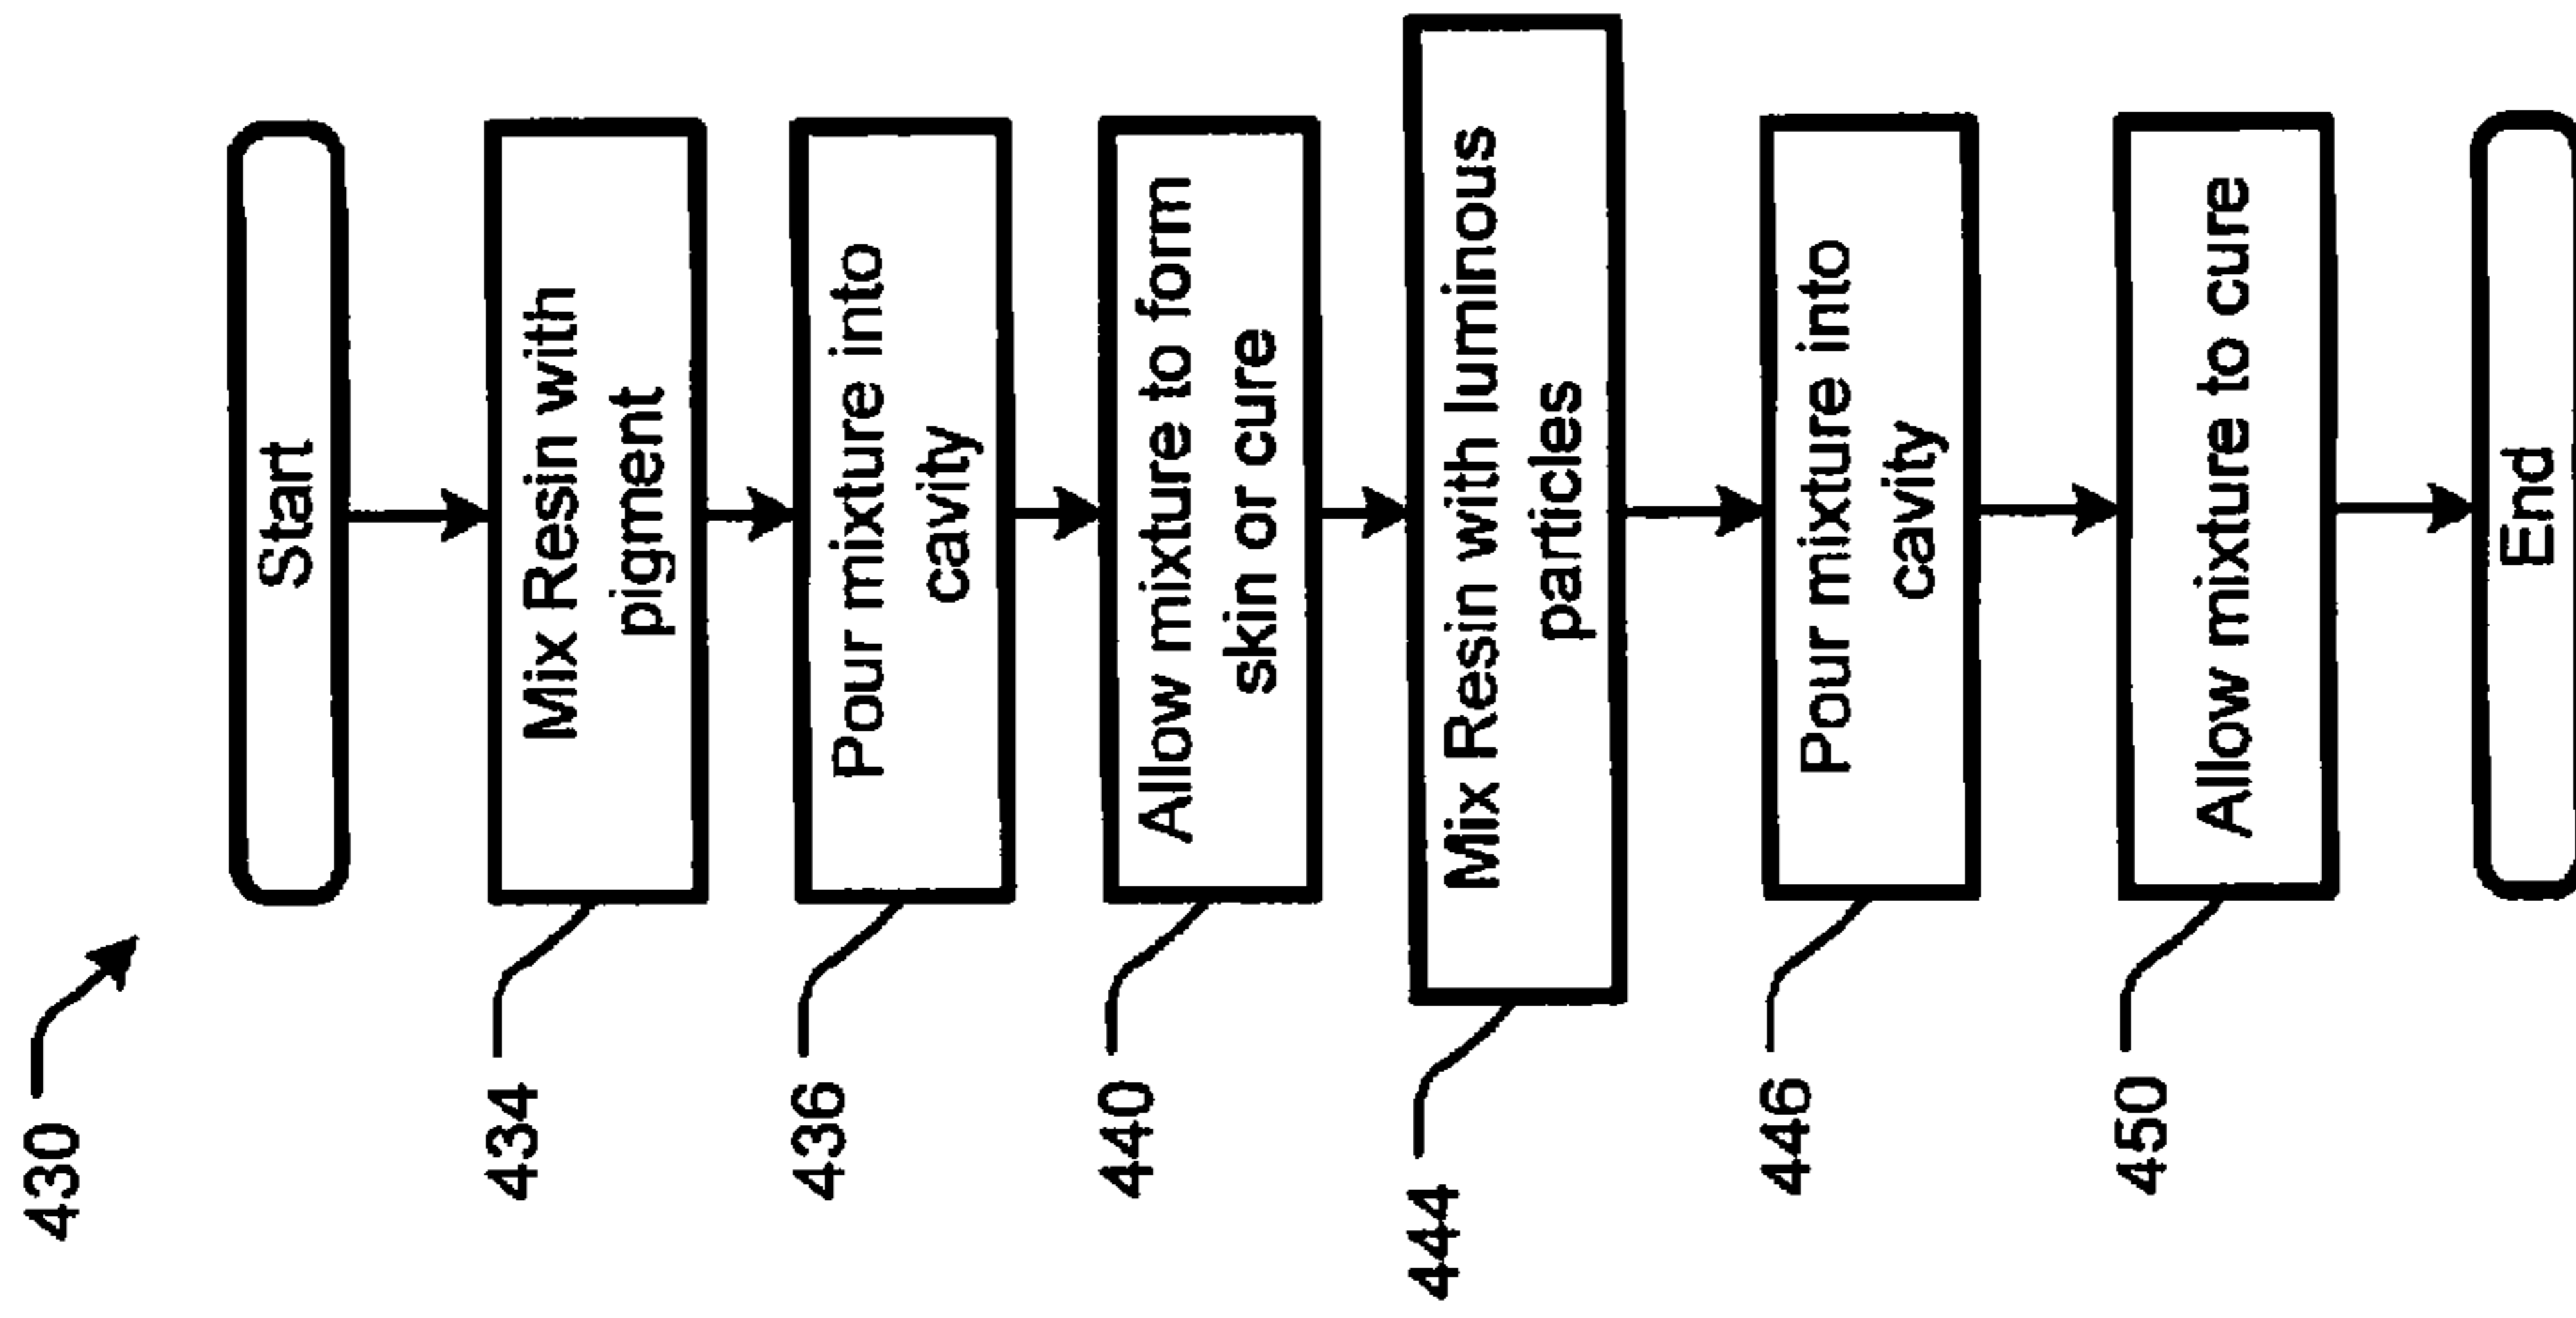 430
Start
434
Mix Resin with
pigment
436
Pour mixture into
cavity
440
Allow mixture to form
skin or cure
444
Mix Resin with luminous
particles
446
Pour mixture into
cavity
450
Allow mixture to cure
End